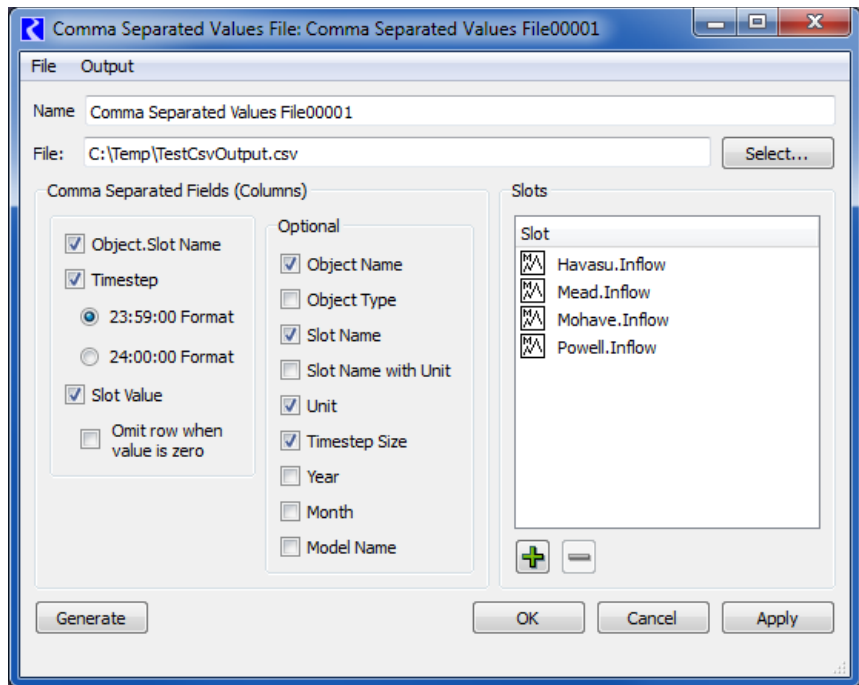 Comma Separated Values File: Comma Separated Values File00001
File Output
Name Comma Separated Values File00001
File: C:\Temp\TestCsvOutput.csv Select...
Comma Separated Fields (Columns)
Object.Slot Name
Timestep
23:59:00 Format
24:00:00 Format
Slot Value
Omit row when
value is zero
Optional
Object Name
Object Type
Slot Name
Slot Name with Unit
Unit
Timestep Size
Year
Month
Model Name
Slots
Slot
Havasu.Inflow
Mead.Inflow
Mohave.Inflow
Powell.Inflow
Generate OK Cancel Apply